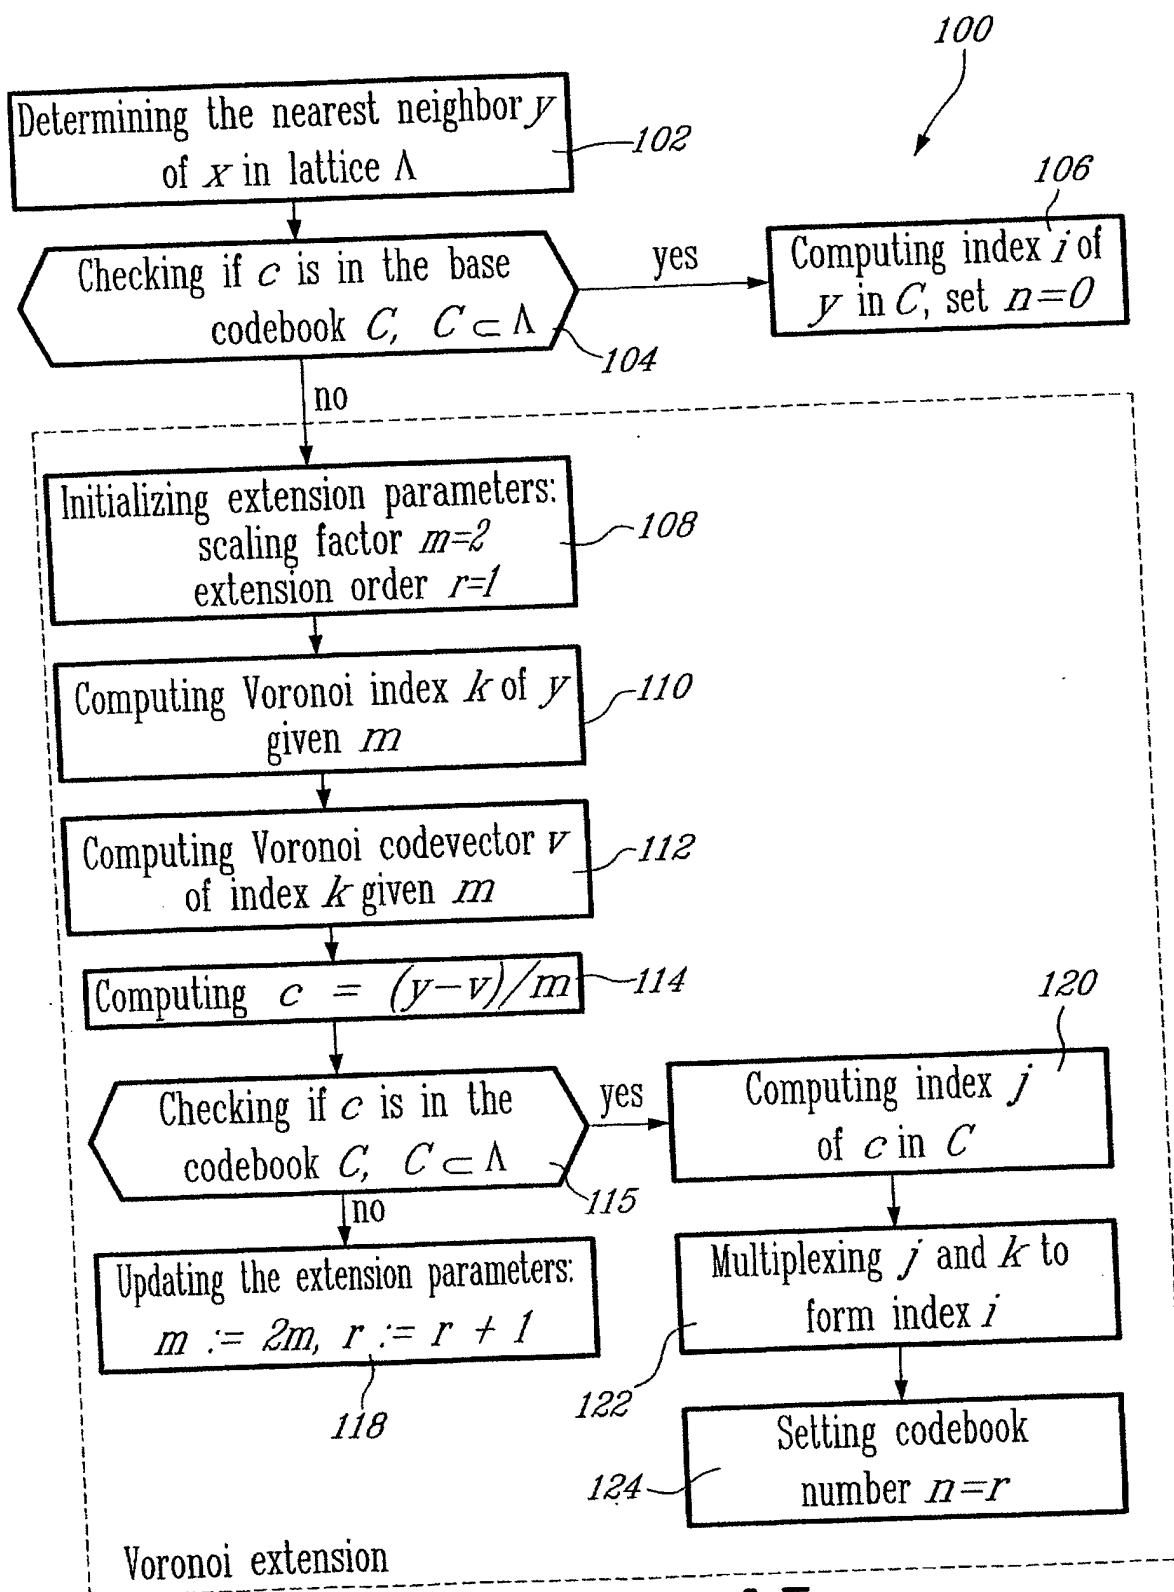 100
Determining the nearest neighbor y
of x in lattice Λ
102
106
Checking if c is in the base
codebook C, C ⊂ Λ
104
yes
Computing index i of
y in C, set n=0
no
Initializing extension parameters:
scaling factor m=2
extension order r=1
108
Computing Voronoi index k of y
given m
110
Computing Voronoi codevector v
of index k given m
112
Computing c = (y−v)/m
114
120
Checking if c is in the
codebook C, C ⊂ Λ
115
yes
Computing index j
of c in C
no
Updating the extension parameters:
m := 2m, r := r + 1
118
Multiplexing j and k to
form index i
122
Setting codebook
number n=r
124
Voronoi extension